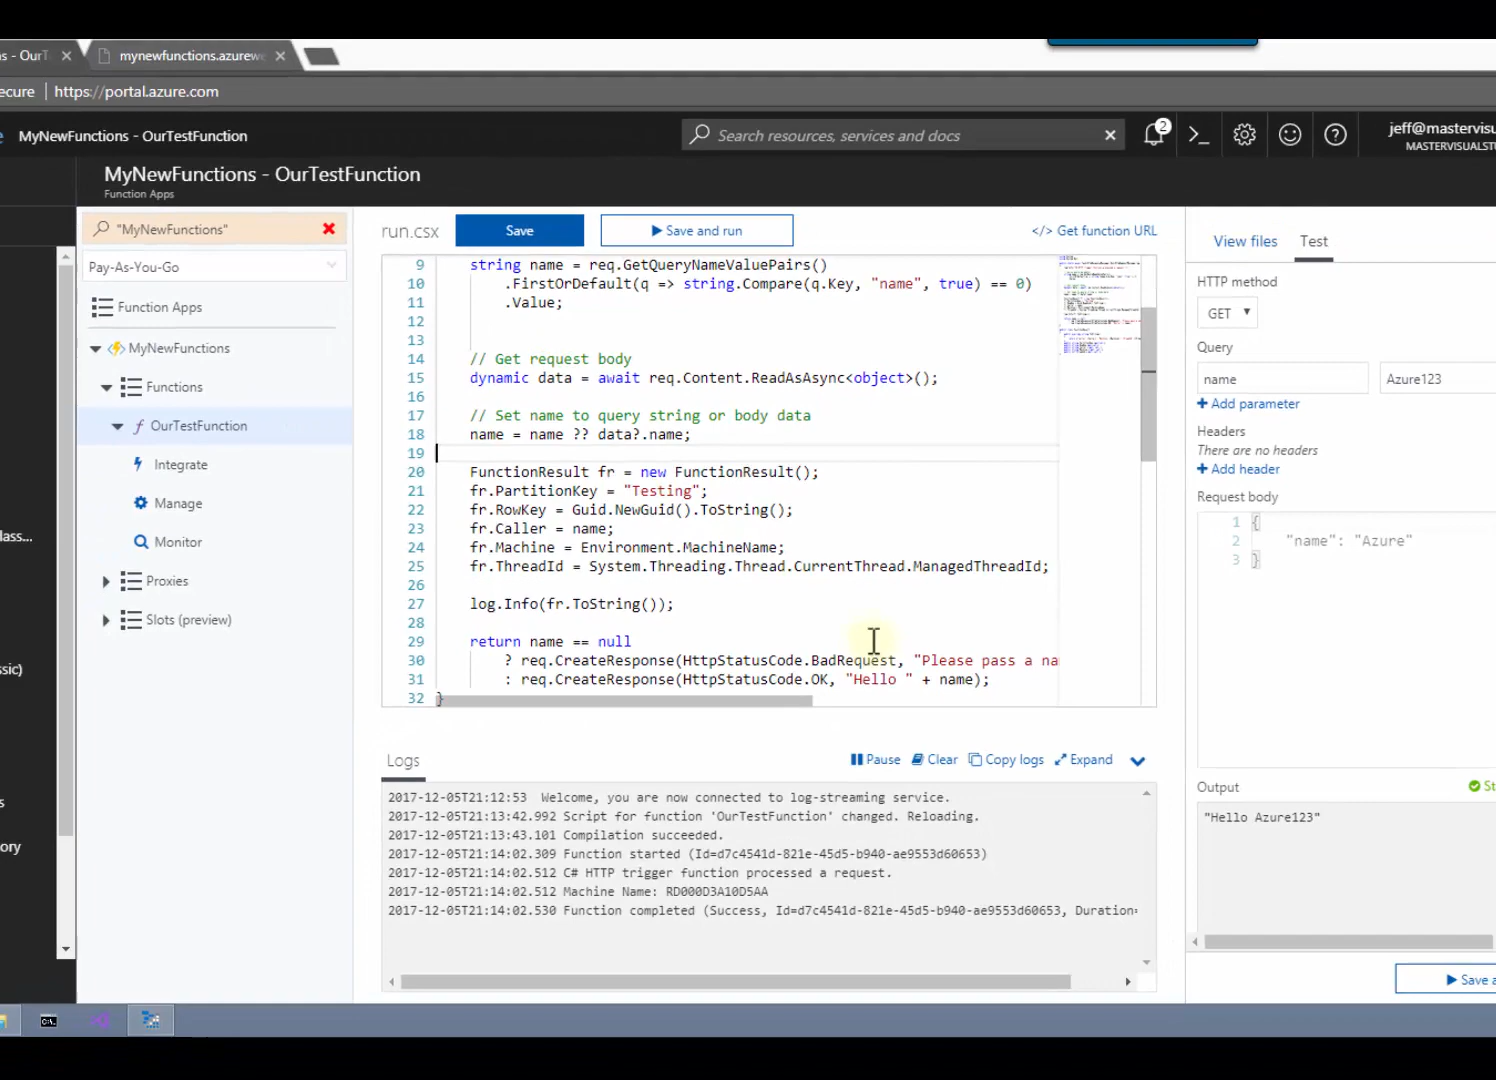 s - OurT
mynewfunctions.azurewe
ecure | https://portal.azure.com
e MyNewFunctions - OurTestFunction
Search resources, services and docs
2
jeff@mastervisu
MASTERVISUALST
MyNewFunctions - OurTestFunction
Function Apps
"MyNewFunctions"
Pay-As-You-Go
Function Apps
MyNewFunctions
Functions
f OurTestFunction
Integrate
Manage
Monitor
Proxies
Slots (preview)
lass...
sic)
s
ory
run.csx
Save
Save and run
</> Get function URL
9 string name = req.GetQueryNameValuePairs()
10 .FirstOrDefault(q => string.Compare(q.Key, "name", true) == 0)
11 .Value;
12
13
14 // Get request body
15 dynamic data = await req.Content.ReadAsAsync<object>();
16
17 // Set name to query string or body data
18 name = name ?? data?.name;
19
20 FunctionResult fr = new FunctionResult();
21 fr.PartitionKey = "Testing";
22 fr.RowKey = Guid.NewGuid().ToString();
23 fr.Caller = name;
24 fr.Machine = Environment.MachineName;
25 fr.ThreadId = System.Threading.Thread.CurrentThread.ManagedThreadId;
26
27 log.Info(fr.ToString());
28
29 return name == null
30 ? req.CreateResponse(HttpStatusCode.BadRequest, "Please pass a na
31 : req.CreateResponse(HttpStatusCode.OK, "Hello " + name);
32 }
Logs
Pause Clear Copy logs Expand
2017-12-05T21:12:53  Welcome, you are now connected to log-streaming service.
2017-12-05T21:13:42.992 Script for function 'OurTestFunction' changed. Reloading.
2017-12-05T21:13:43.101 Compilation succeeded.
2017-12-05T21:14:02.309 Function started (Id=d7c4541d-821e-45d5-b940-ae9553d60653)
2017-12-05T21:14:02.512 C# HTTP trigger function processed a request.
2017-12-05T21:14:02.512 Machine Name: RD000D3A10D5AA
2017-12-05T21:14:02.530 Function completed (Success, Id=d7c4541d-821e-45d5-b940-ae9553d60653, Duration=
View files
Test
HTTP method
GET
Query
name
Azure123
+ Add parameter
Headers
There are no headers
+ Add header
Request body
1 {
2 "name": "Azure"
3 }
Output
St
"Hello Azure123"
Save a